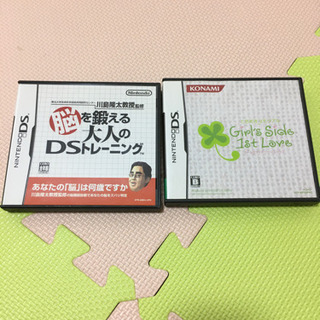 川島隆太教授監修
Nintendo
脳を鍛える
大人の
DSトレーニング
あなたの「脳」は何歳ですか
NINTENDO DS
KONAMI
Girl's Side
1st Love
NINTENDO DS